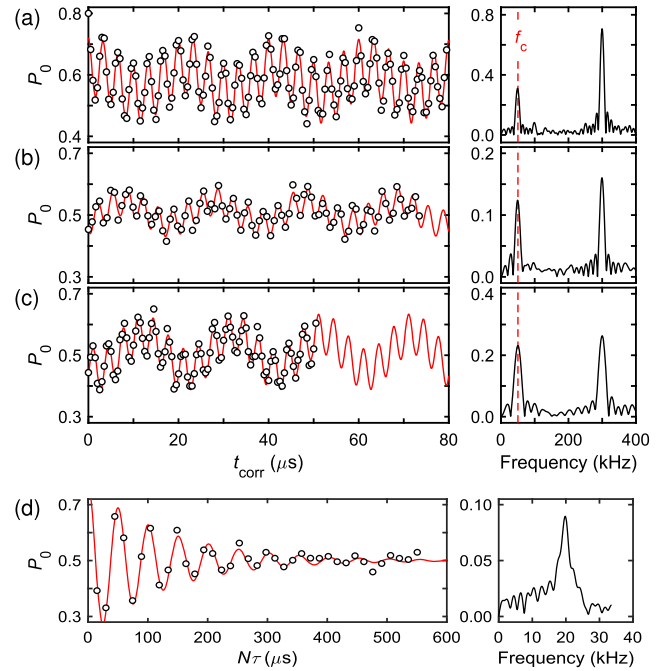 (a)
P0
0.8
0.6
0.4
0.8
0.4
0.0
fc
(b)
P0
0.7
0.5
0.3
0.2
0.1
0.0
(c)
P0
0.7
0.5
0.3
0 20 40 60 80
tcorr (μs)
0.4
0.2
0.0
0 200 400
Frequency (kHz)
(d)
P0
0.7
0.5
0.3
0 100 200 300 400 500 600
Nτ (μs)
0.10
0.05
0.00
0 10 20 30 40
Frequency (kHz)